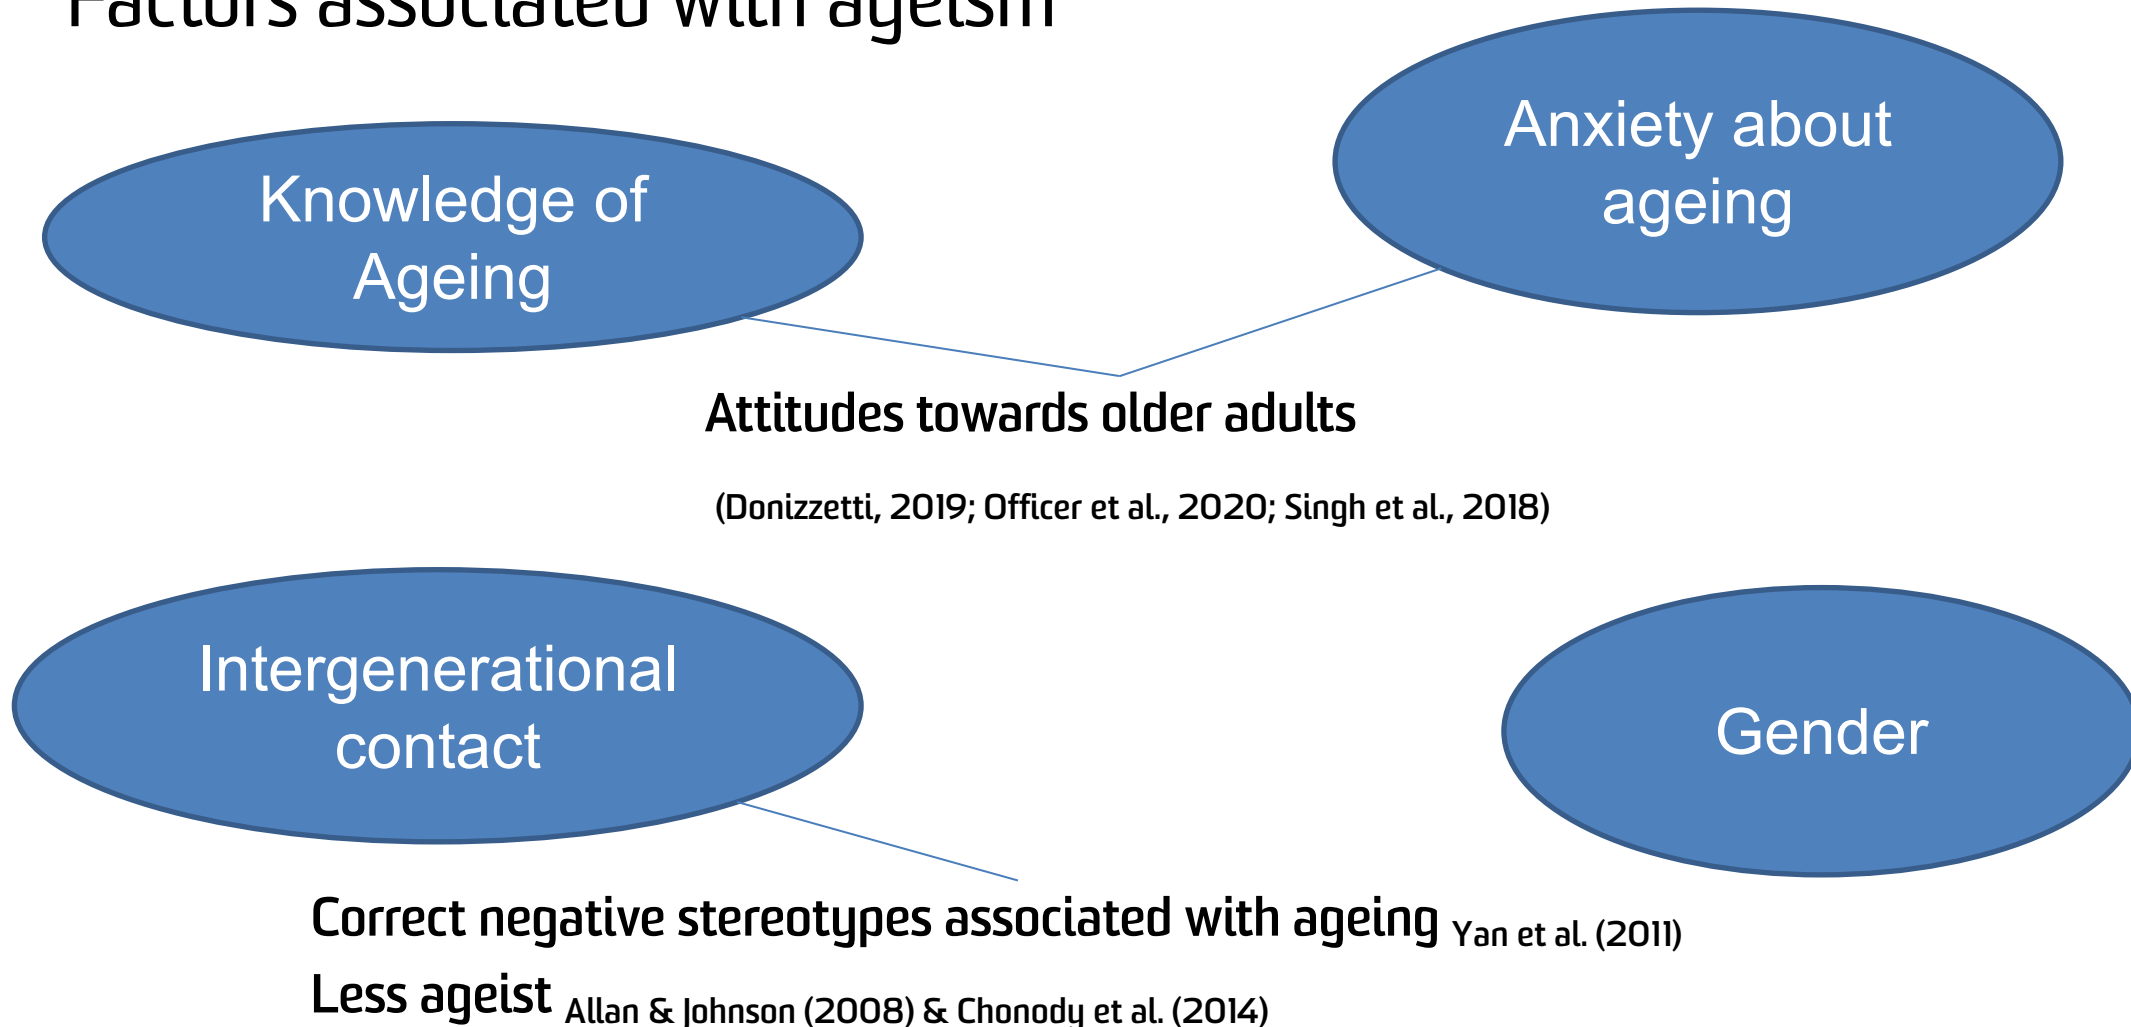 Factors associated with ageism
Anxiety about
ageing
Knowledge of
Ageing
Attitudes towards older adults
(Donizzetti, 2019; Officer et al., 2020; Singh et al., 2018)
Intergenerational
contact
Gender
Correct negative stereotypes associated with ageing Yan et al. (2011)
Less ageist Allan & Johnson (2008) & Chonody et al. (2014)